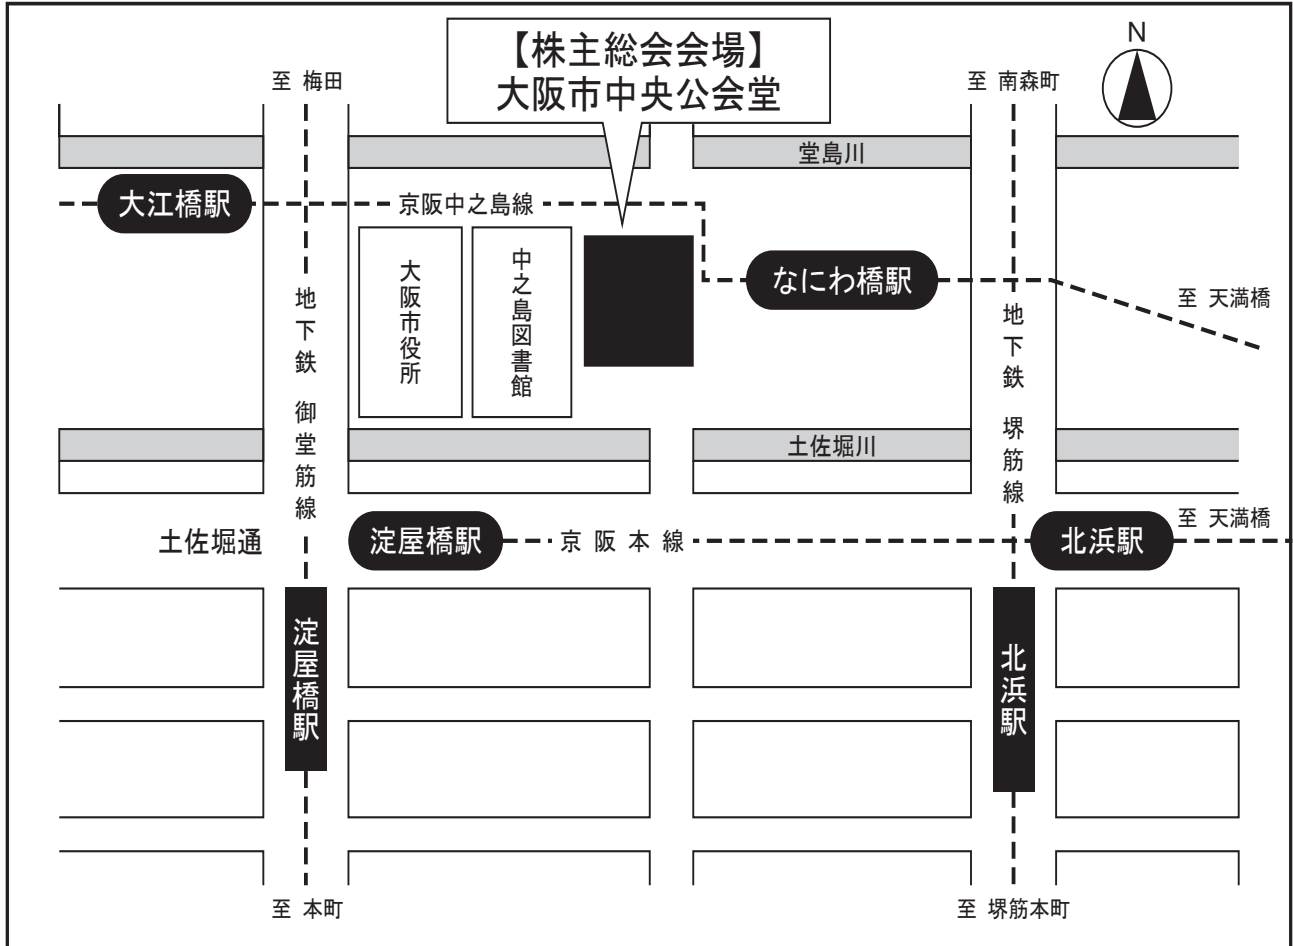 【株主総会会場】
大阪市中央公会堂
N
至 梅田
至 南森町
堂島川
大江橋駅
京阪中之島線
なにわ橋駅
至 天満橋
大阪市役所
中之島図書館
地下鉄 御堂筋線
地下鉄 堺筋線
土佐堀川
土佐堀通
淀屋橋駅
京阪本線
北浜駅
至 天満橋
淀屋橋駅
北浜駅
至 本町
至 堺筋本町